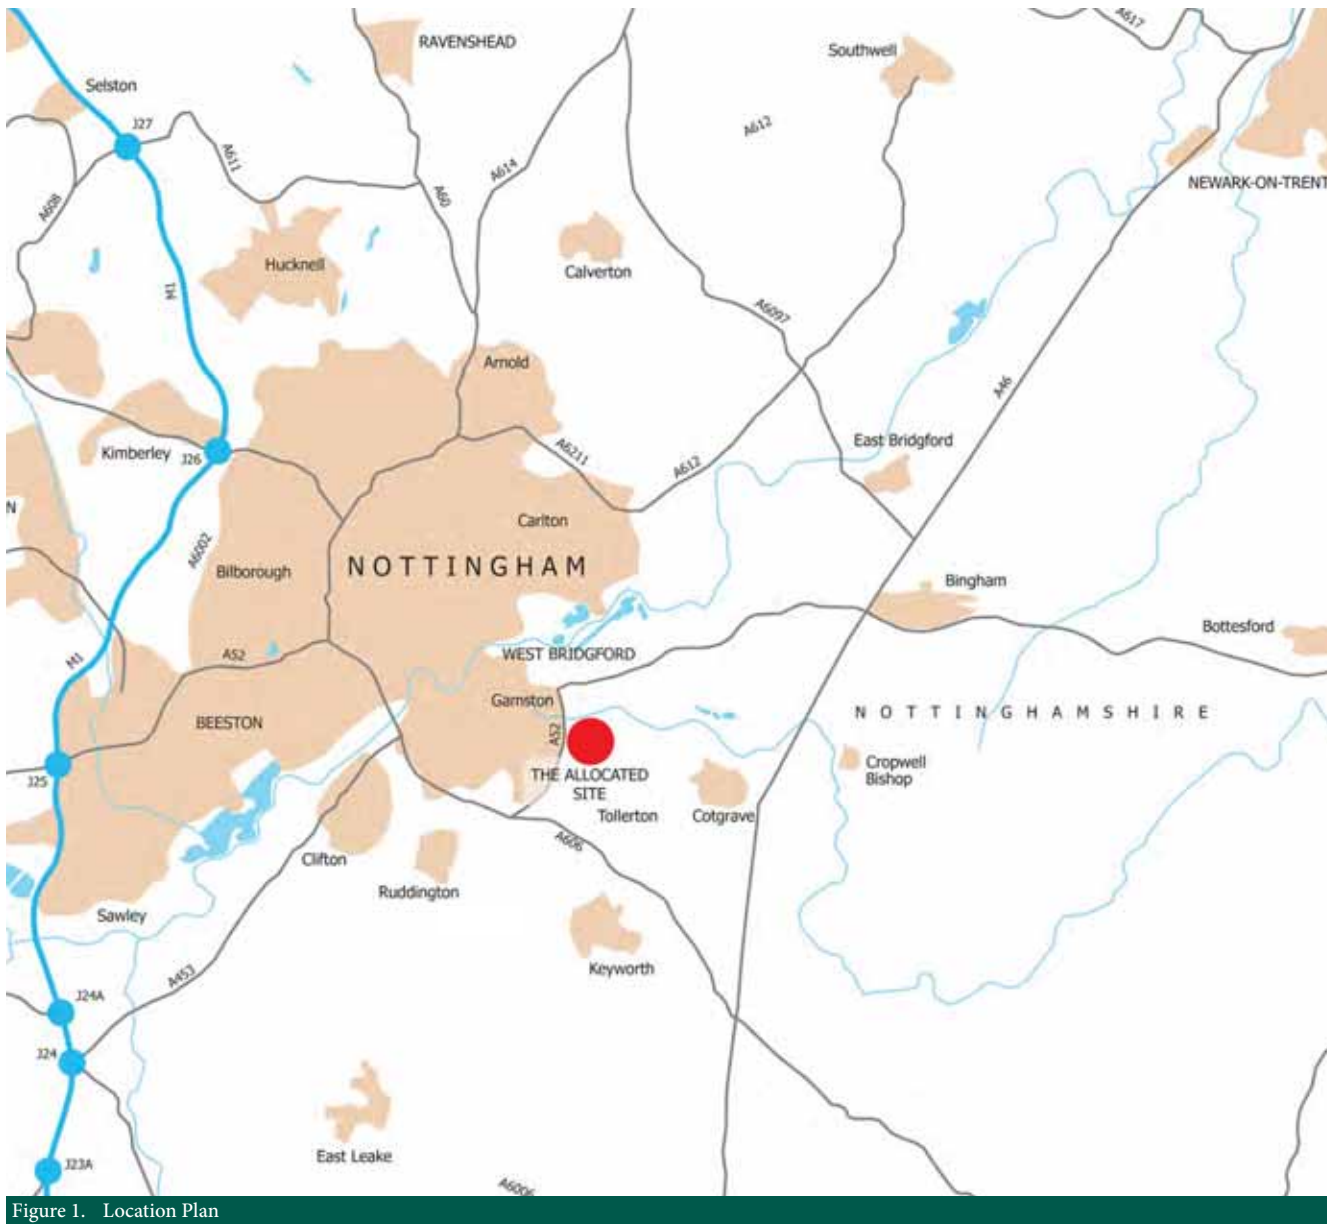 A617
RAVENSHEAD
Southwell
Selston
J27
A612
A611
A614
A60
A608
NEWARK-ON-TRENT
Hucknell
Calverton
M1
A6097
Arnold
A46
East Bridgford
Kimberley
J26
A6211
A612
N
Carlton
A6002
Bilborough
NOTTINGHAM
Bingham
Bottesford
A52
WEST BRIDGFORD
M1
Gamston
BEESTON
NOTTINGHAMSHIRE
A52
Cropwell
Bishop
J25
THE ALLOCATED
SITE
Tollerton
Cotgrave
A606
Clifton
Ruddington
Sawley
Keyworth
A453
J24A
J24
East Leake
J23A
A6006
Figure 1. Location Plan